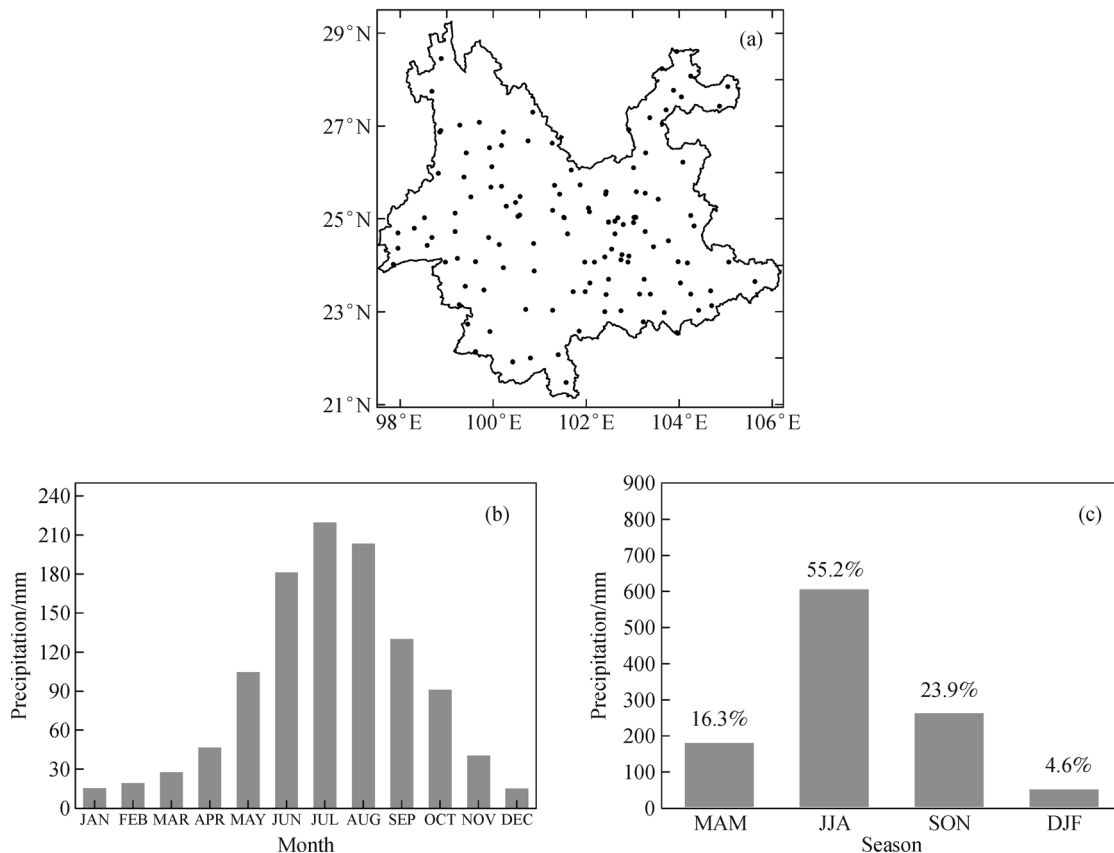 (a)
29°N
27°N
25°N
23°N
21°N
98°E 100°E 102°E 104°E 106°E
(b)
Precipitation/mm
240
210
180
150
120
90
60
30
0
JAN FEB MAR APR MAY JUN JUL AUG SEP OCT NOV DEC
Month
(c)
Precipitation/mm
900
800
700
600
500
400
300
200
100
0
16.3%
55.2%
23.9%
4.6%
MAM JJA SON DJF
Season